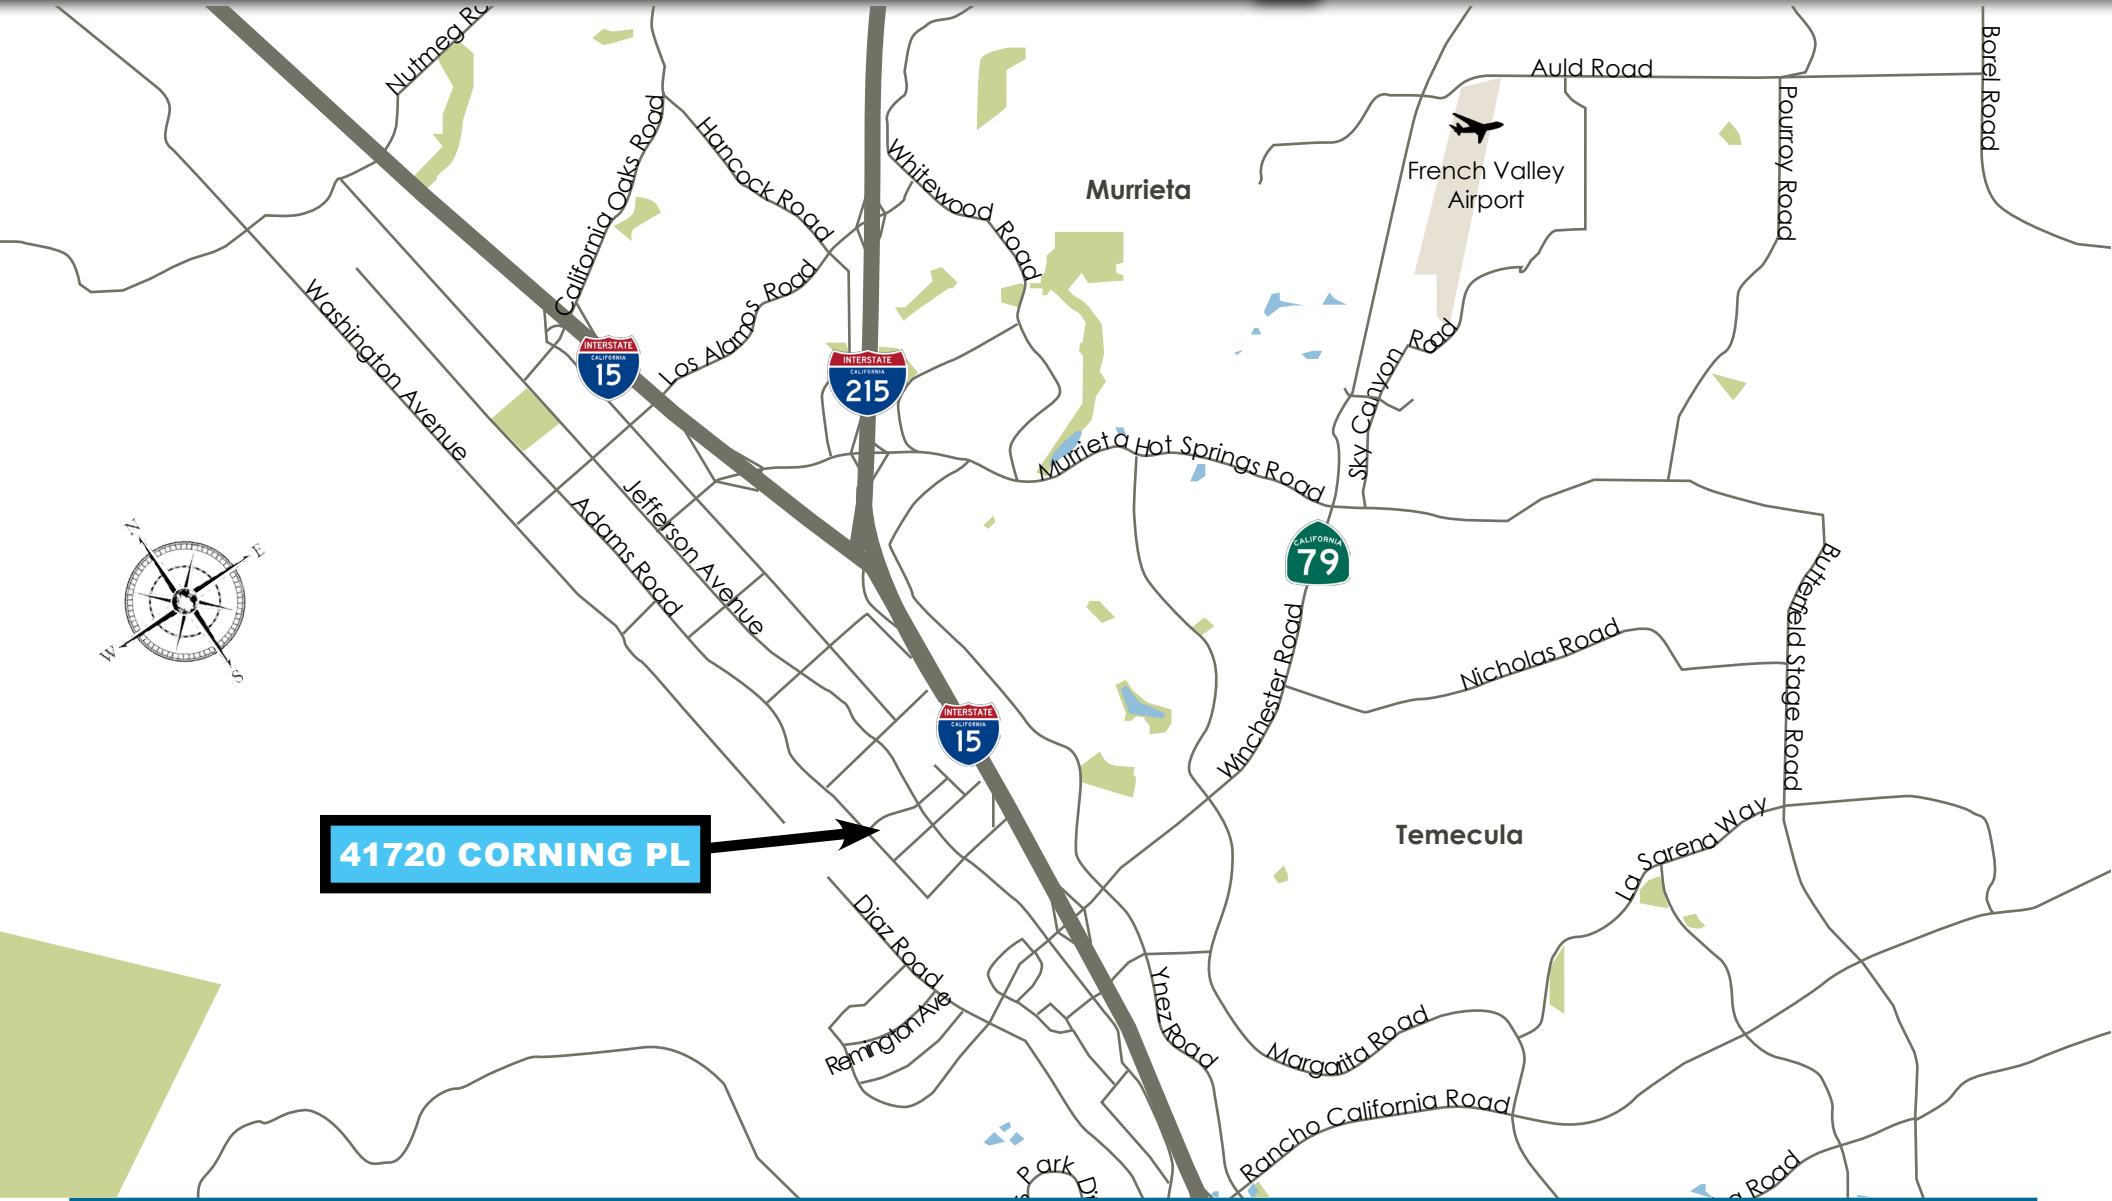 Nutmeg
Auld Road
Borel Road
California Oaks Road
Hancock Road
Whitewood Road
Murrieta
French Valley
Airport
Pourroy Road
Washington Avenue
Los Alamos Road
INTERSTATE
CALIFORNIA
15
INTERSTATE
CALIFORNIA
215
Sky Canyon Road
Murrieta Hot Springs Road
Adams Road
Jefferson Avenue
CALIFORNIA
79
N
E
W
S
Butterfield Stage Road
Winchester Road
Nicholas Road
INTERSTATE
CALIFORNIA
15
41720 CORNING PL
Temecula
La Sarena Way
Diaz Road
Remington Ave
Ynez Road
Margarita Road
Rancho California Road
Park
Road